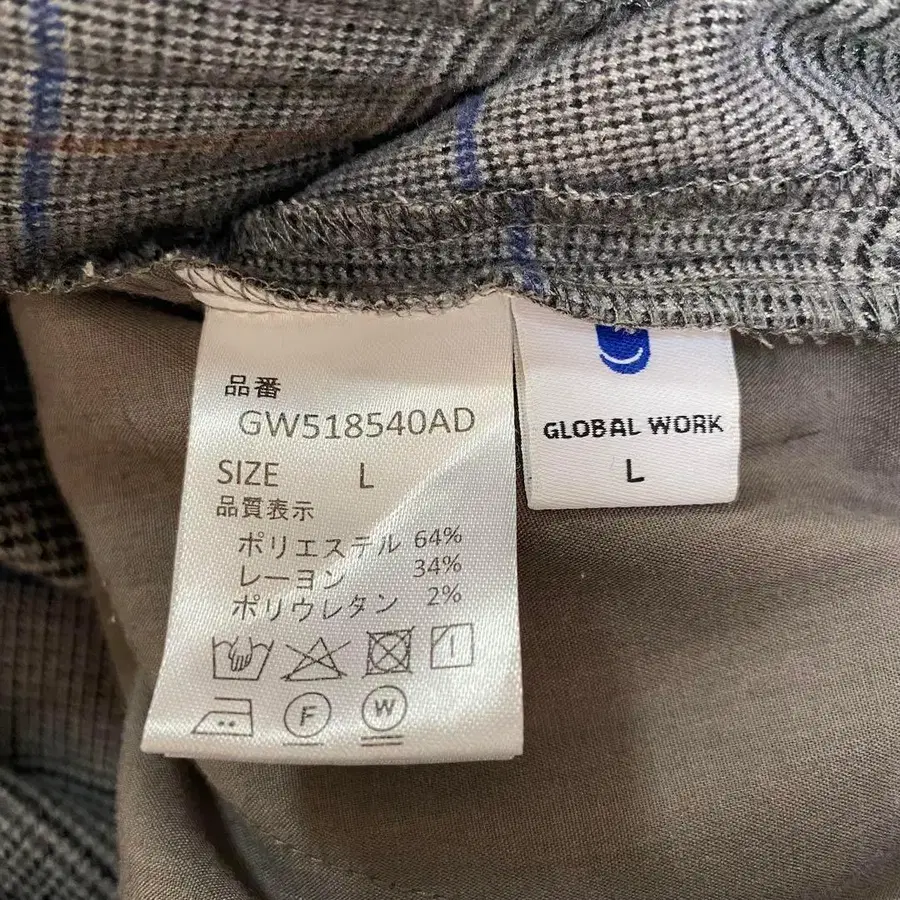 品番
GW518540AD
SIZE L
品質表示
ポリエステル 64%
レーヨン 34%
ポリウレタン 2%
F W
GLOBAL WORK
L